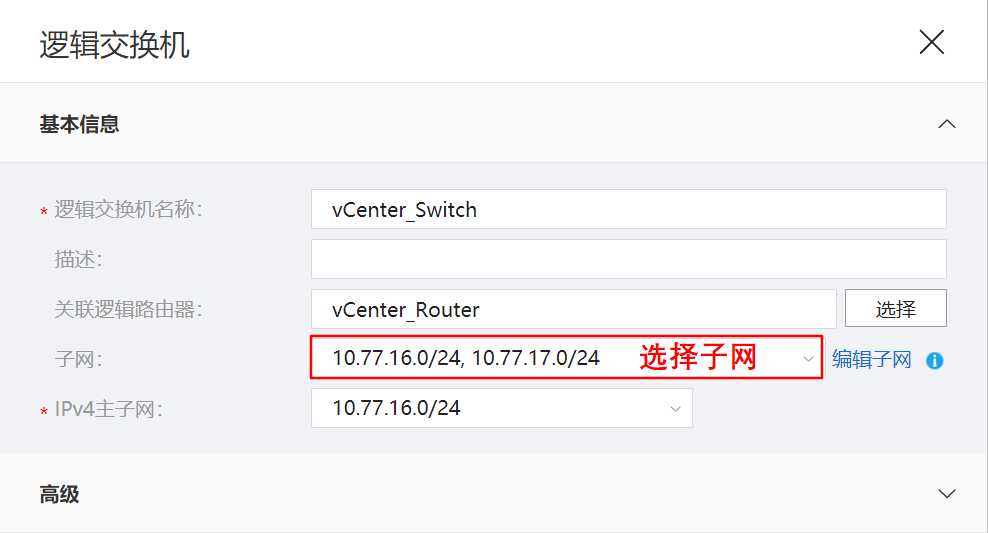 逻辑交换机
基本信息
* 逻辑交换机名称: vCenter_Switch
描述:
关联逻辑路由器: vCenter_Router 选择
子网: 10.77.16.0/24, 10.77.17.0/24 选择子网 编辑子网
* IPv4主子网: 10.77.16.0/24
高级